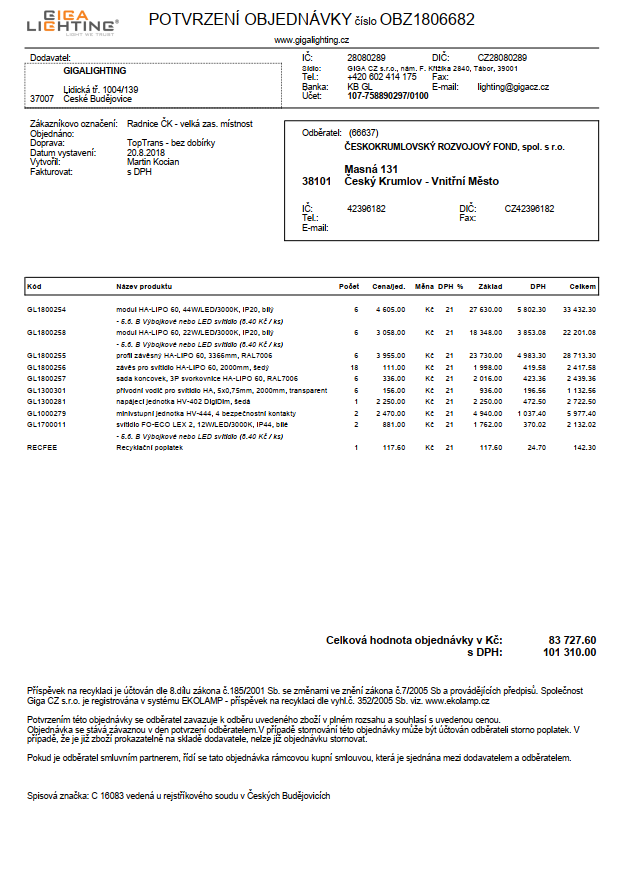 GIGA
LIGHTING®
LIGHT WE TRUST
POTVRZENÍ OBJEDNÁVKY číslo OBZ1806682
www.gigalighting.cz
Dodavatel:
GIGALIGHTING
Lidická tř. 1004/139
37007 České Budějovice
IČ: 28080289 DIČ: CZ28080289
Sídlo: GIGA CZ s.r.o., nám. F. Křižíka 2840, Tábor, 39001
Tel.: +420 602 414 175 Fax:
Banka: KB GL E-mail: lighting@gigacz.cz
Účet: 107-758890297/0100
Zákazníkovo označení: Radnice ČK - velká zas. místnost
Objednáno:
Doprava: TopTrans - bez dobírky
Datum vystavení: 20.8.2018
Vytvořil: Martin Kocian
Fakturovat: s DPH
Odběratel: (66637)
ČESKOKRUMLOVSKÝ ROZVOJOVÝ FOND, spol. s r.o.
Masná 131
38101 Český Krumlov - Vnitřní Město
IČ: 42396182 DIČ: CZ42396182
Tel.: Fax:
E-mail:
Kód Název produktu Počet Cena/jed. Měna DPH % Základ DPH Celkem
GL1800254 modul HA-LIPO 60, 44W/LED/3000K, IP20, bílý 6 4 605.00 Kč 21 27 630.00 5 802.30 33 432.30
- 5.6. B Výbojkové nebo LED svítidlo (6.40 Kč / ks)
GL1800258 modul HA-LIPO 60, 22W/LED/3000K, IP20, bílý 6 3 058.00 Kč 21 18 348.00 3 853.08 22 201.08
- 5.6. B Výbojkové nebo LED svítidlo (6.40 Kč / ks)
GL1800255 profil závěsný HA-LIPO 60, 3366mm, RAL7006 6 3 955.00 Kč 21 23 730.00 4 983.30 28 713.30
GL1800256 závěs pro svítidlo HA-LIPO 60, 2000mm, šedý 18 111.00 Kč 21 1 998.00 419.58 2 417.58
GL1800257 sada koncovek, 3P svorkovnice HA-LIPO 60, RAL7006 6 336.00 Kč 21 2 016.00 423.36 2 439.36
GL1300301 přívodní vodič pro svítidlo HA, 5x0,75mm, 2000mm, transparent 6 156.00 Kč 21 936.00 196.56 1 132.56
GL1300281 napájecí jednotka HV-402 DigiDim, šedá 1 2 250.00 Kč 21 2 250.00 472.50 2 722.50
GL1000279 minivstupní jednotka HV-444, 4 bezpečnostní kontakty 2 2 470.00 Kč 21 4 940.00 1 037.40 5 977.40
GL1700011 svítidlo FO-ECO LEX 2, 12W/LED/3000K, IP44, bílé 2 881.00 Kč 21 1 762.00 370.02 2 132.02
- 5.6. B Výbojkové nebo LED svítidlo (6.40 Kč / ks)
RECFEE Recyklační poplatek 1 117.60 Kč 21 117.60 24.70 142.30
Celková hodnota objednávky v Kč: 83 727.60
s DPH: 101 310.00
Příspěvek na recyklaci je účtován dle 8.dílu zákona č.185/2001 Sb. se změnami ve znění zákona č.7/2005 Sb a provádějících předpisů. Společnost
Giga CZ s.r.o. je registrována v systému EKOLAMP - příspěvek na recyklaci dle vyhl.č. 352/2005 Sb. viz. www.ekolamp.cz
Potvrzením této objednávky se odběratel zavazuje k odběru uvedeného zboží v plném rozsahu a souhlasí s uvedenou cenou.
Objednávka se stává závaznou v den potvrzení odběratelem.V případě stornování této objednávky může být účtován odběrateli storno poplatek. V
případě, že je již zboží prokazatelně na skladě dodavatele, nelze již objednávku stornovat.
Pokud je odběratel smluvním partnerem, řídí se tato objednávka rámcovou kupní smlouvou, která je sjednána mezi dodavatelem a odběratelem.
Spisová značka: C 16083 vedená u rejstříkového soudu v Českých Budějovicích